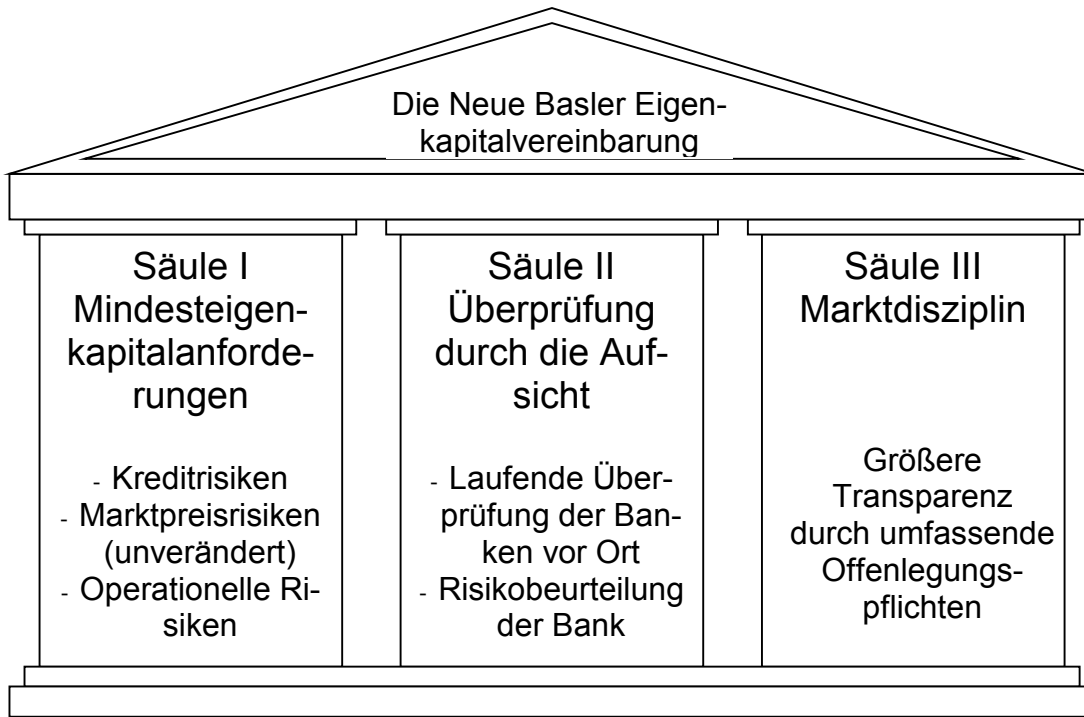 Die Neue Basler Eigen-
kapitalvereinbarung
Säule I
Mindesteigen-
kapitalanforde-
rungen
- Kreditrisiken
- Marktpreisrisiken
(unverändert)
- Operationelle Ri-
siken
Säule II
Überprüfung
durch die Auf-
sicht
- Laufende Über-
prüfung der Ban-
ken vor Ort
- Risikobeurteilung
der Bank
Säule III
Marktdisziplin
Größere
Transparenz
durch umfassende
Offenlegungs-
pflichten